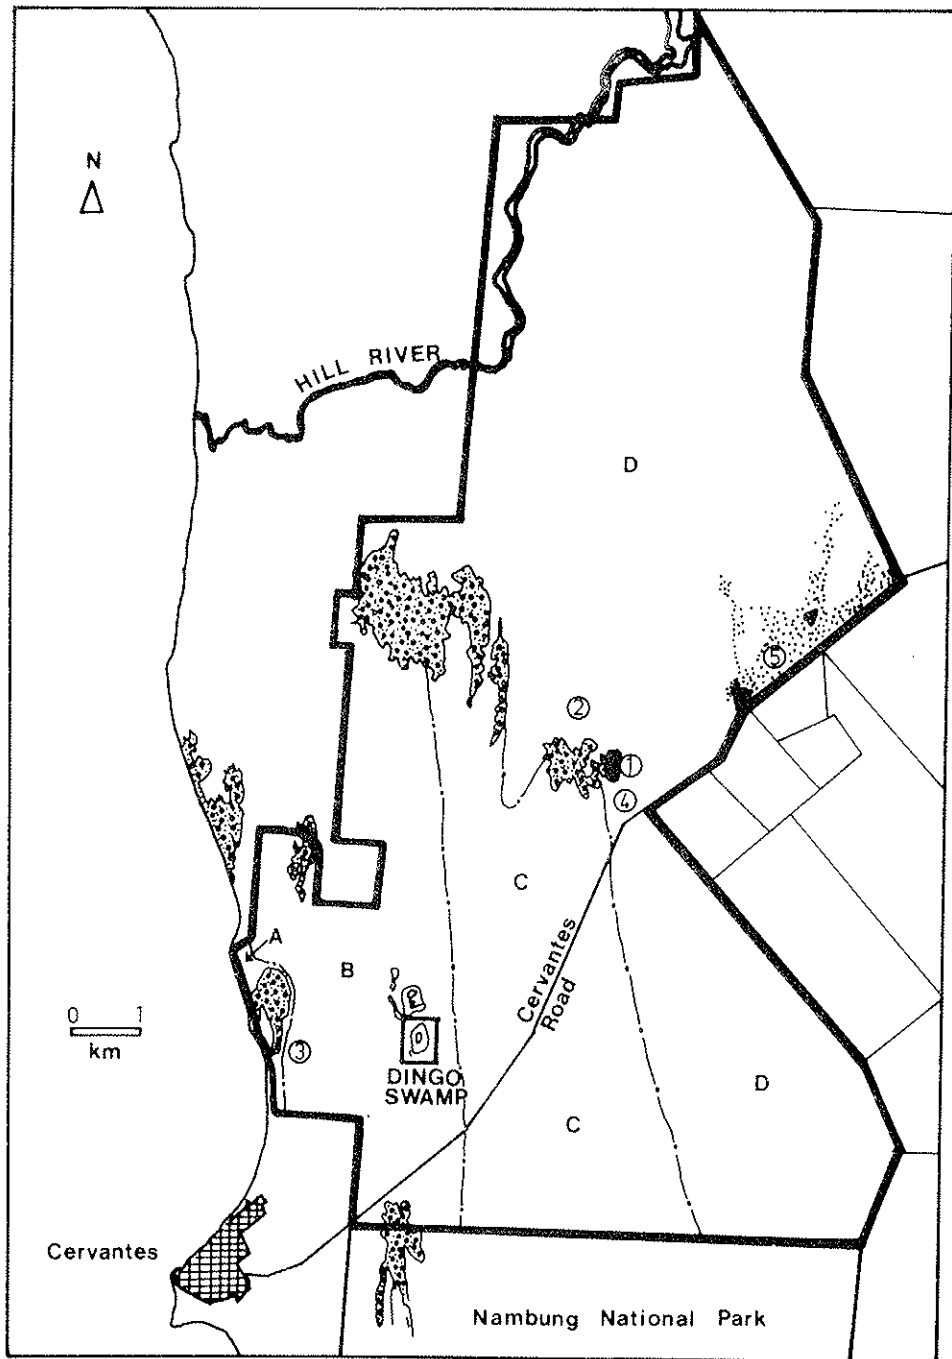 N
HILL RIVER
D
⑤
②
①
④
C
A
B
Cervantes
Road
0 1
km
③
DINGO
SWAMP
D
C
Cervantes
Nambung National Park